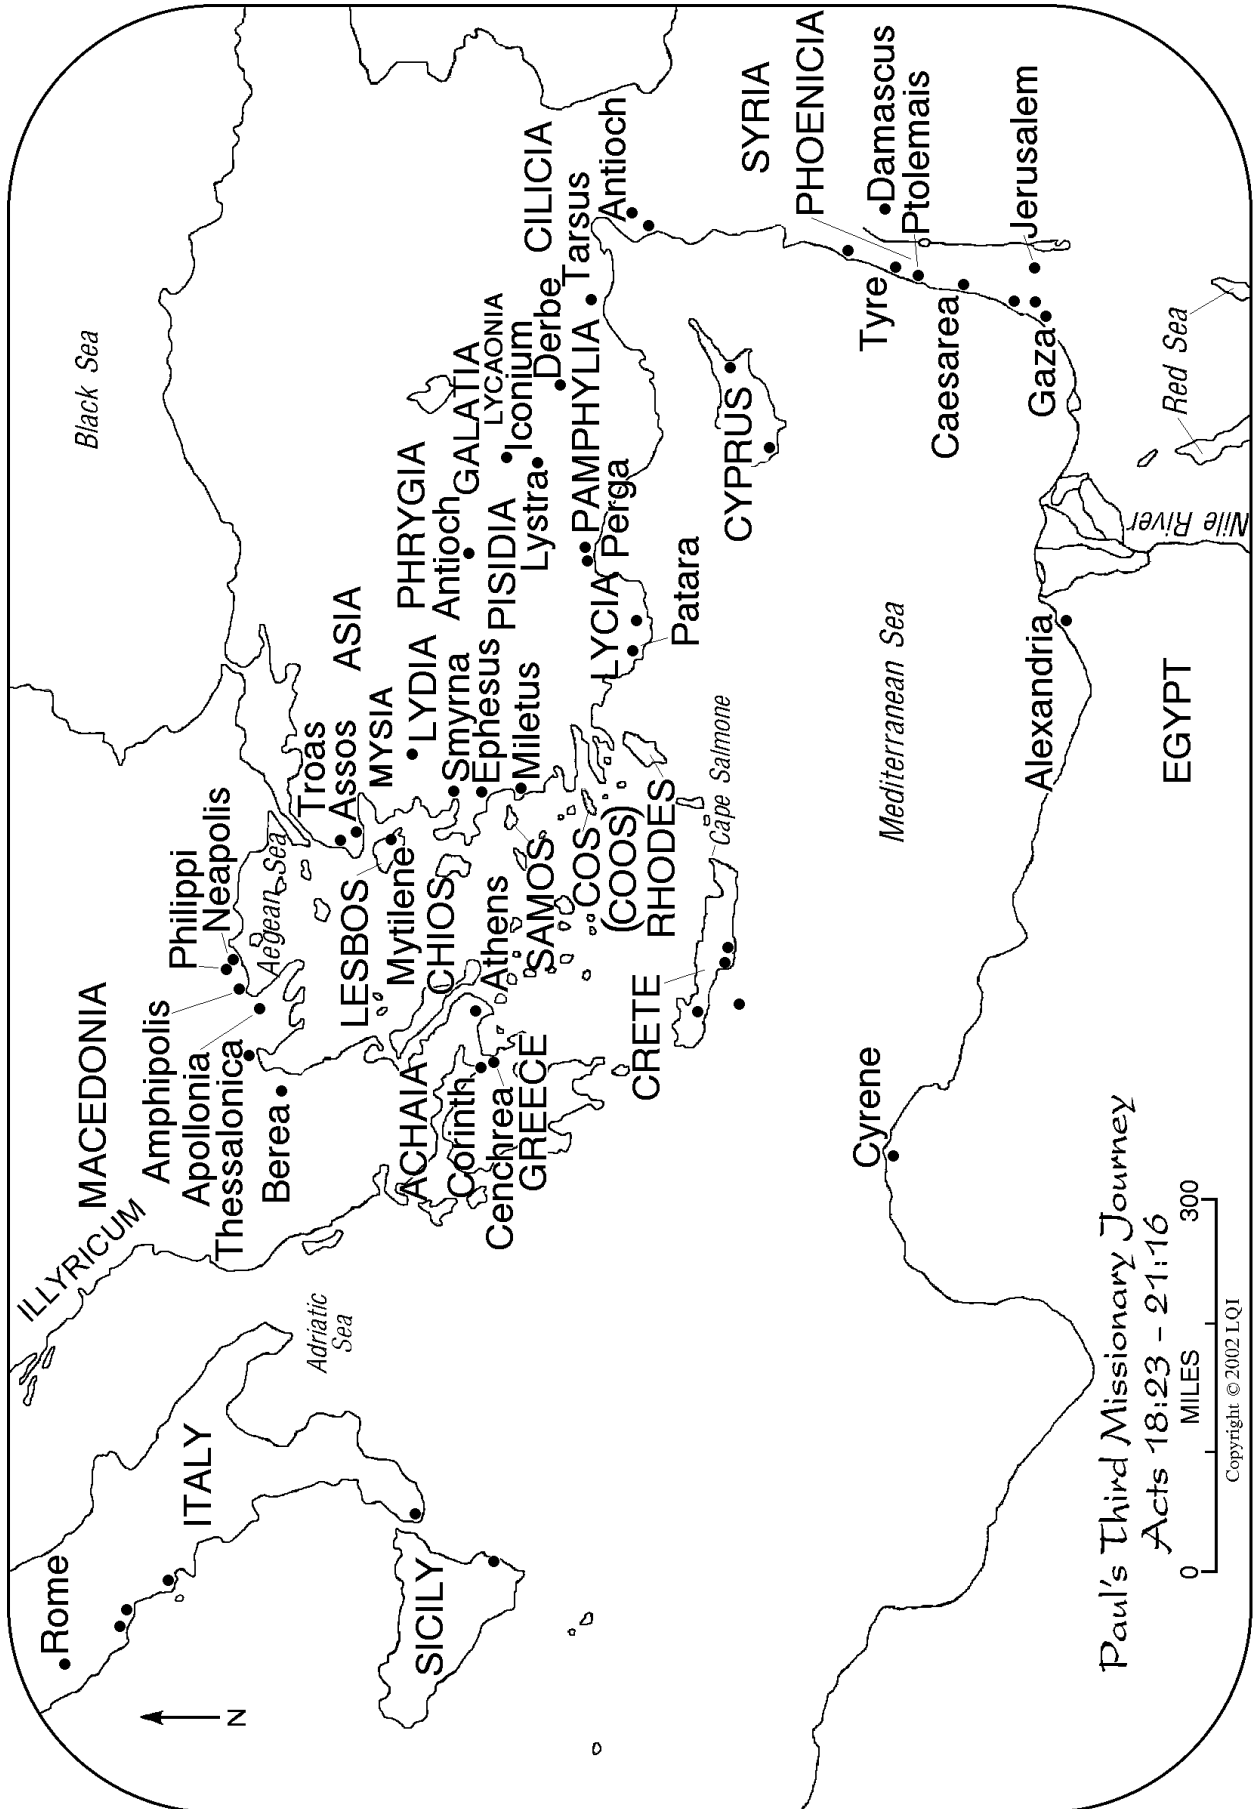 Rome
ITALY
SICILY
N
ILLYRICUM
Adriatic
Sea
MACEDONIA
Philippi
Neapolis
Amphipolis
Apollonia
Thessalonica
Berea
Aegean Sea
Black Sea
Troas
Assos
MYSIA
ASIA
LESBOS
Mytilene
CHIOS
ACHAIA
Corinth
Cenchrea
GREECE
Athens
SAMOS
COS
(COOS)
RHODES
LYDIA
Smyrna
Ephesus
Miletus
PHRYGIA
Antioch
PISIDIA
GALATIA
LYCAONIA
Iconium
Lystra
Derbe
PAMPHYLIA
Perga
LYCIA
Patara
CILICIA
Tarsus
Antioch
SYRIA
PHOENICIA
Damascus
Ptolemais
Tyre
Caesarea
Jerusalem
Gaza
CYPRUS
CRETE
Cape Salmone
Mediterranean Sea
Cyrene
Alexandria
EGYPT
Nile River
Red Sea
Paul's Third Missionary Journey
Acts 18:23 - 21:16
0 MILES 300
Copyright © 2002 LQI